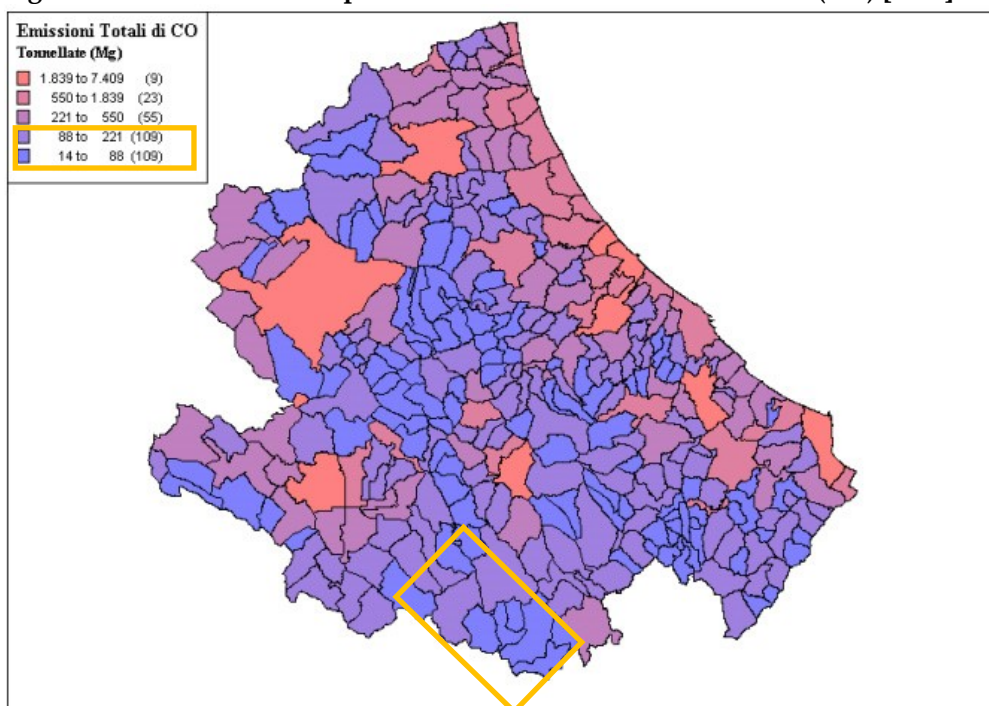 Emissioni Totali di CO
Tonnellate (Mg)
1.839 to 7.409 (9)
550 to 1.839 (23)
221 to 550 (55)
88 to 221 (109)
14 to 88 (109)